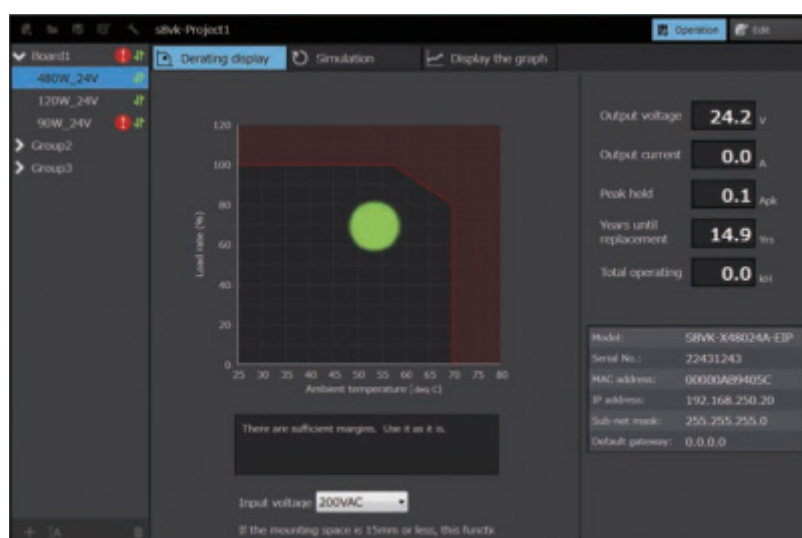 s8vk-Project1
Operation
Edit
Board1
480W_24V
120W_24V
90W_24V
Group2
Group3
Derating display
Simulation
Display the graph
120
100
80
60
40
20
0
Load rate (%)
25 30 35 40 45 50 55 60 65 70 75 80
Ambient temperature [deg C]
There are sufficient margins. Use it as it is.
Input voltage 200VAC
If the mounting space is 15mm or less, this functic
Output voltage 24.2 V
Output current 0.0 A
Peak hold 0.1 Apk
Years until
replacement 14.9 Yrs
Total operating 0.0 kH
Model: S8VK-X48024A-EIP
Serial No.: 22431243
MAC address: 00000AB9405C
IP address: 192.168.250.20
Sub-net mask: 255.255.255.0
Default gateway: 0.0.0.0